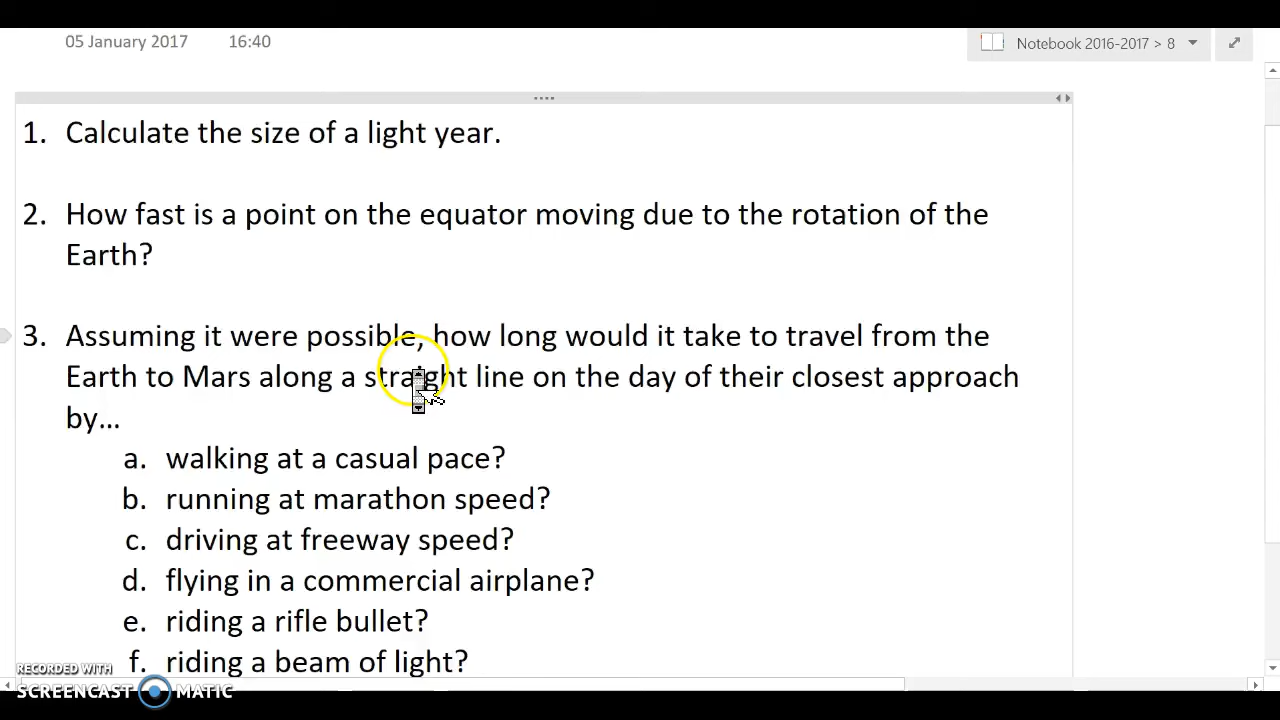 05 January 2017 16:40
Notebook 2016-2017 > 8
1. Calculate the size of a light year.
2. How fast is a point on the equator moving due to the rotation of the
Earth?
3. Assuming it were possible, how long would it take to travel from the
Earth to Mars along a straight line on the day of their closest approach
by...
a. walking at a casual pace?
b. running at marathon speed?
c. driving at freeway speed?
d. flying in a commercial airplane?
e. riding a rifle bullet?
f. riding a beam of light?
RECORDED WITH
SCREENCAST MATIC